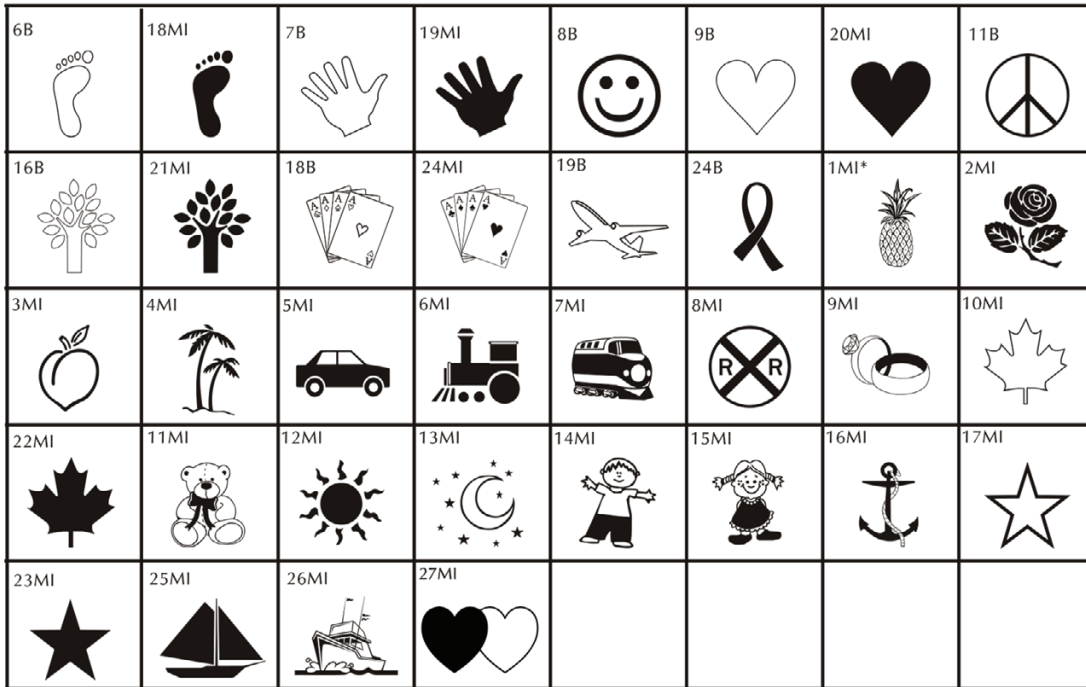 6B 18MI 7B 19MI 8B 9B 20MI 11B
16B 21MI 18B 24MI 19B 24B 1MI* 2MI
A A A A A A A A
A A
3MI 4MI 5MI 6MI 7MI 8MI 9MI 10MI
R R
22MI 11MI 12MI 13MI 14MI 15MI 16MI 17MI
23MI 25MI 26MI 27MI